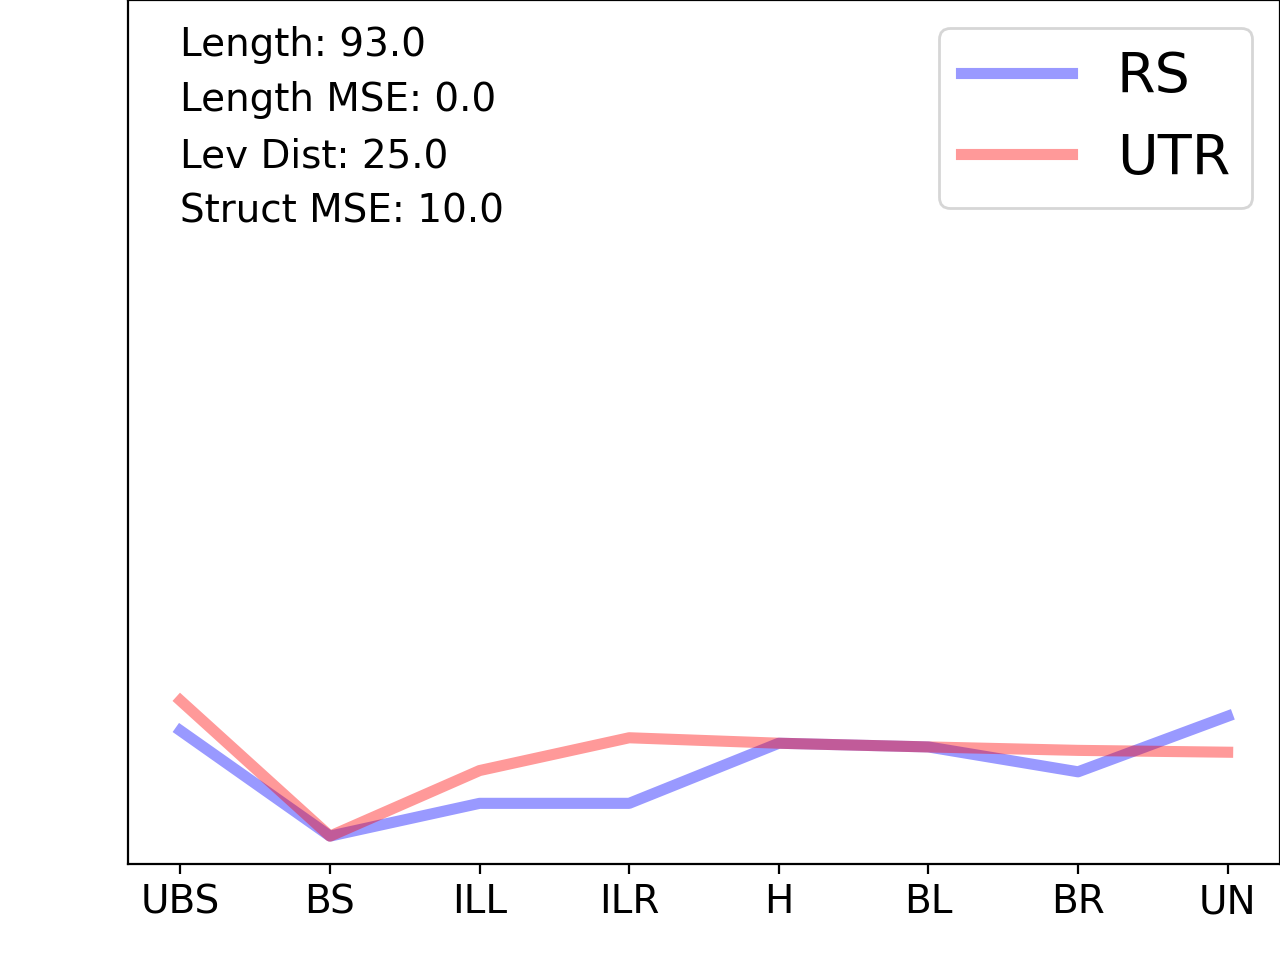 Length: 93.0
Length MSE: 0.0
Lev Dist: 25.0
Struct MSE: 10.0
RS
UTR
UBS BS ILL ILR H BL BR UN